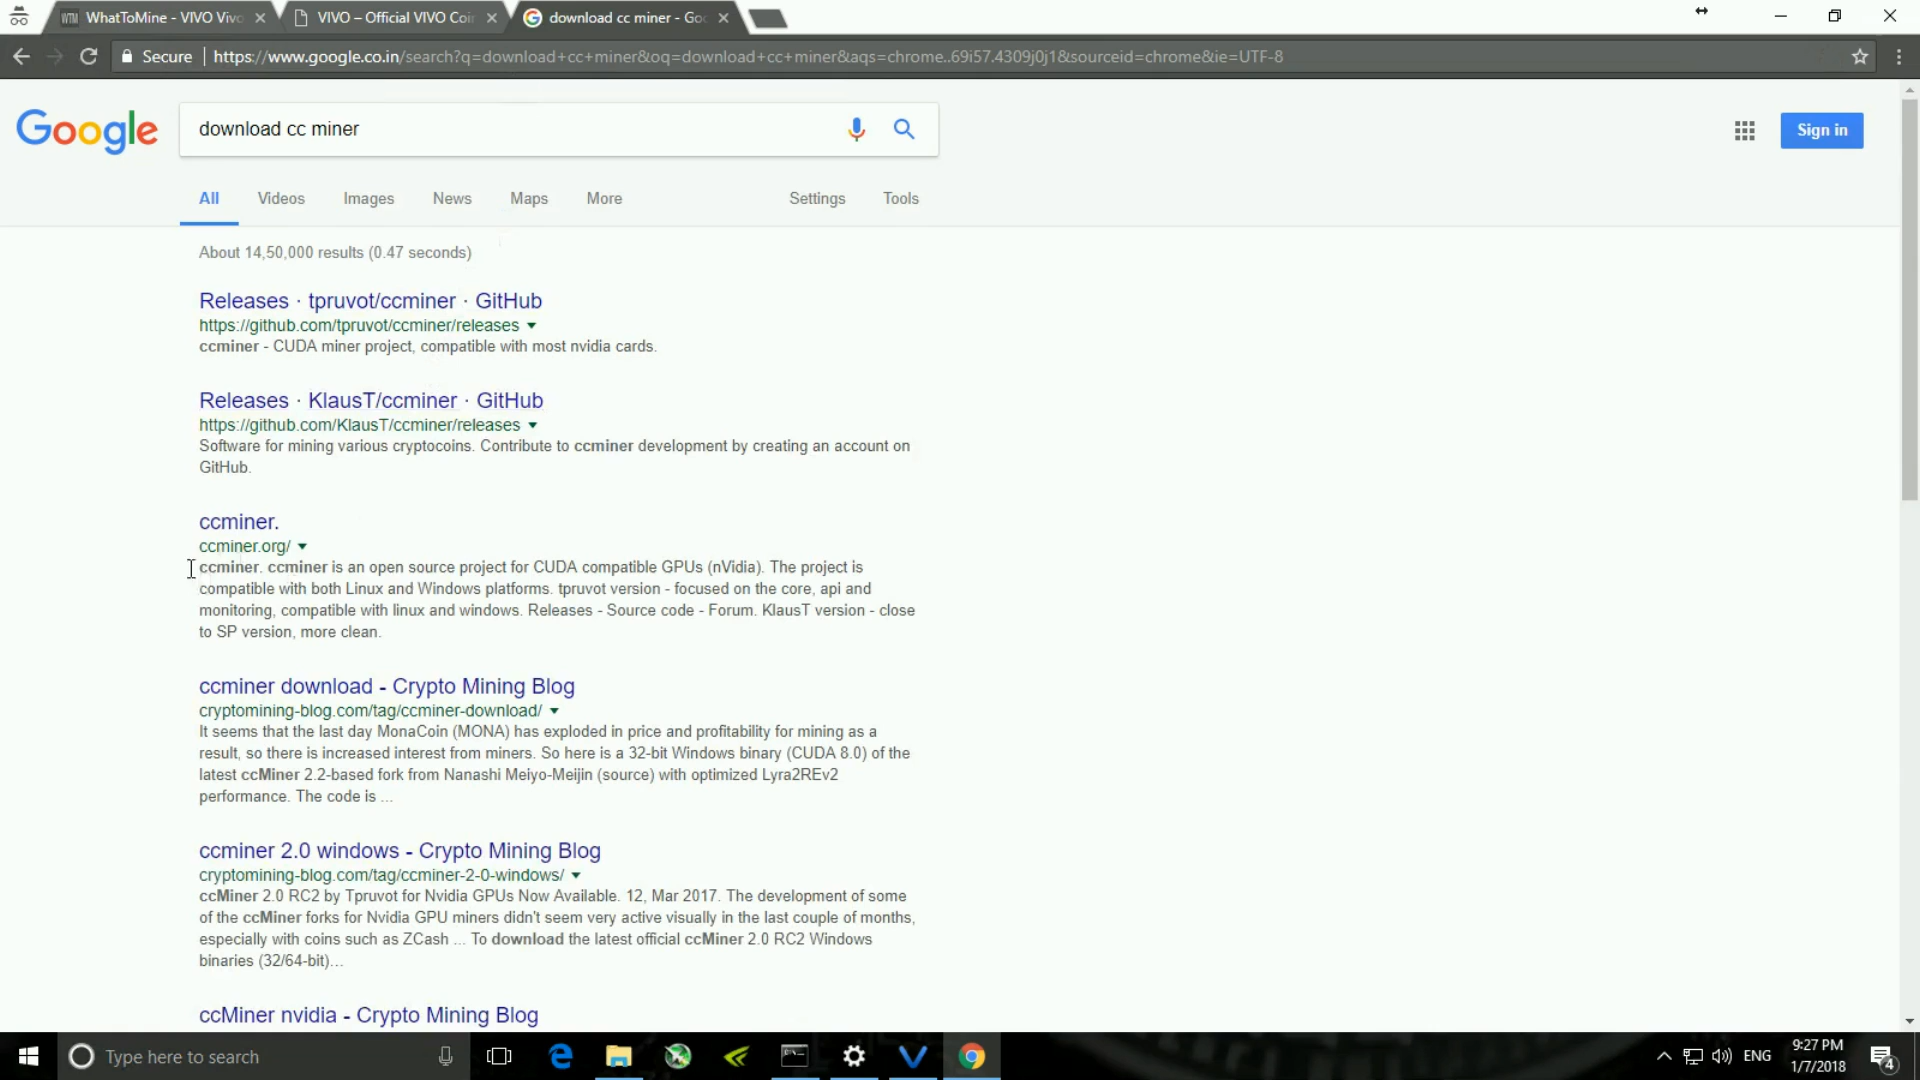 WhatToMine - VIVO Vivo
VIVO – Official VIVO Coin
download cc miner - Goo
Secure
https://www.google.co.in/search?q=download+cc+miner&oq=download+cc+miner&aqs=chrome..69i57.4309j0j1&sourceid=chrome&ie=UTF-8
Google
download cc miner
Sign in
All Videos Images News Maps More Settings Tools
About 14,50,000 results (0.47 seconds)
Releases · tpruvot/ccminer · GitHub
https://github.com/tpruvot/ccminer/releases
ccminer - CUDA miner project, compatible with most nvidia cards.
Releases · KlausT/ccminer · GitHub
https://github.com/KlausT/ccminer/releases
Software for mining various cryptocoins. Contribute to ccminer development by creating an account on
GitHub.
ccminer.
ccminer.org/
ccminer. ccminer is an open source project for CUDA compatible GPUs (nVidia). The project is
compatible with both Linux and Windows platforms. tpruvot version - focused on the core, api and
monitoring, compatible with linux and windows. Releases - Source code - Forum. KlausT version - close
to SP version, more clean.
ccminer download - Crypto Mining Blog
cryptomining-blog.com/tag/ccminer-download/
It seems that the last day MonaCoin (MONA) has exploded in price and profitability for mining as a
result, so there is increased interest from miners. So here is a 32-bit Windows binary (CUDA 8.0) of the
latest ccMiner 2.2-based fork from Nanashi Meiyo-Meijin (source) with optimized Lyra2REv2
performance. The code is ...
ccminer 2.0 windows - Crypto Mining Blog
cryptomining-blog.com/tag/ccminer-2-0-windows/
ccMiner 2.0 RC2 by Tpruvot for Nvidia GPUs Now Available. 12, Mar 2017. The development of some
of the ccMiner forks for Nvidia GPU miners didn't seem very active visually in the last couple of months,
especially with coins such as ZCash ... To download the latest official ccMiner 2.0 RC2 Windows
binaries (32/64-bit)...
ccMiner nvidia - Crypto Mining Blog
Type here to search
ENG
9:27 PM
1/7/2018
4